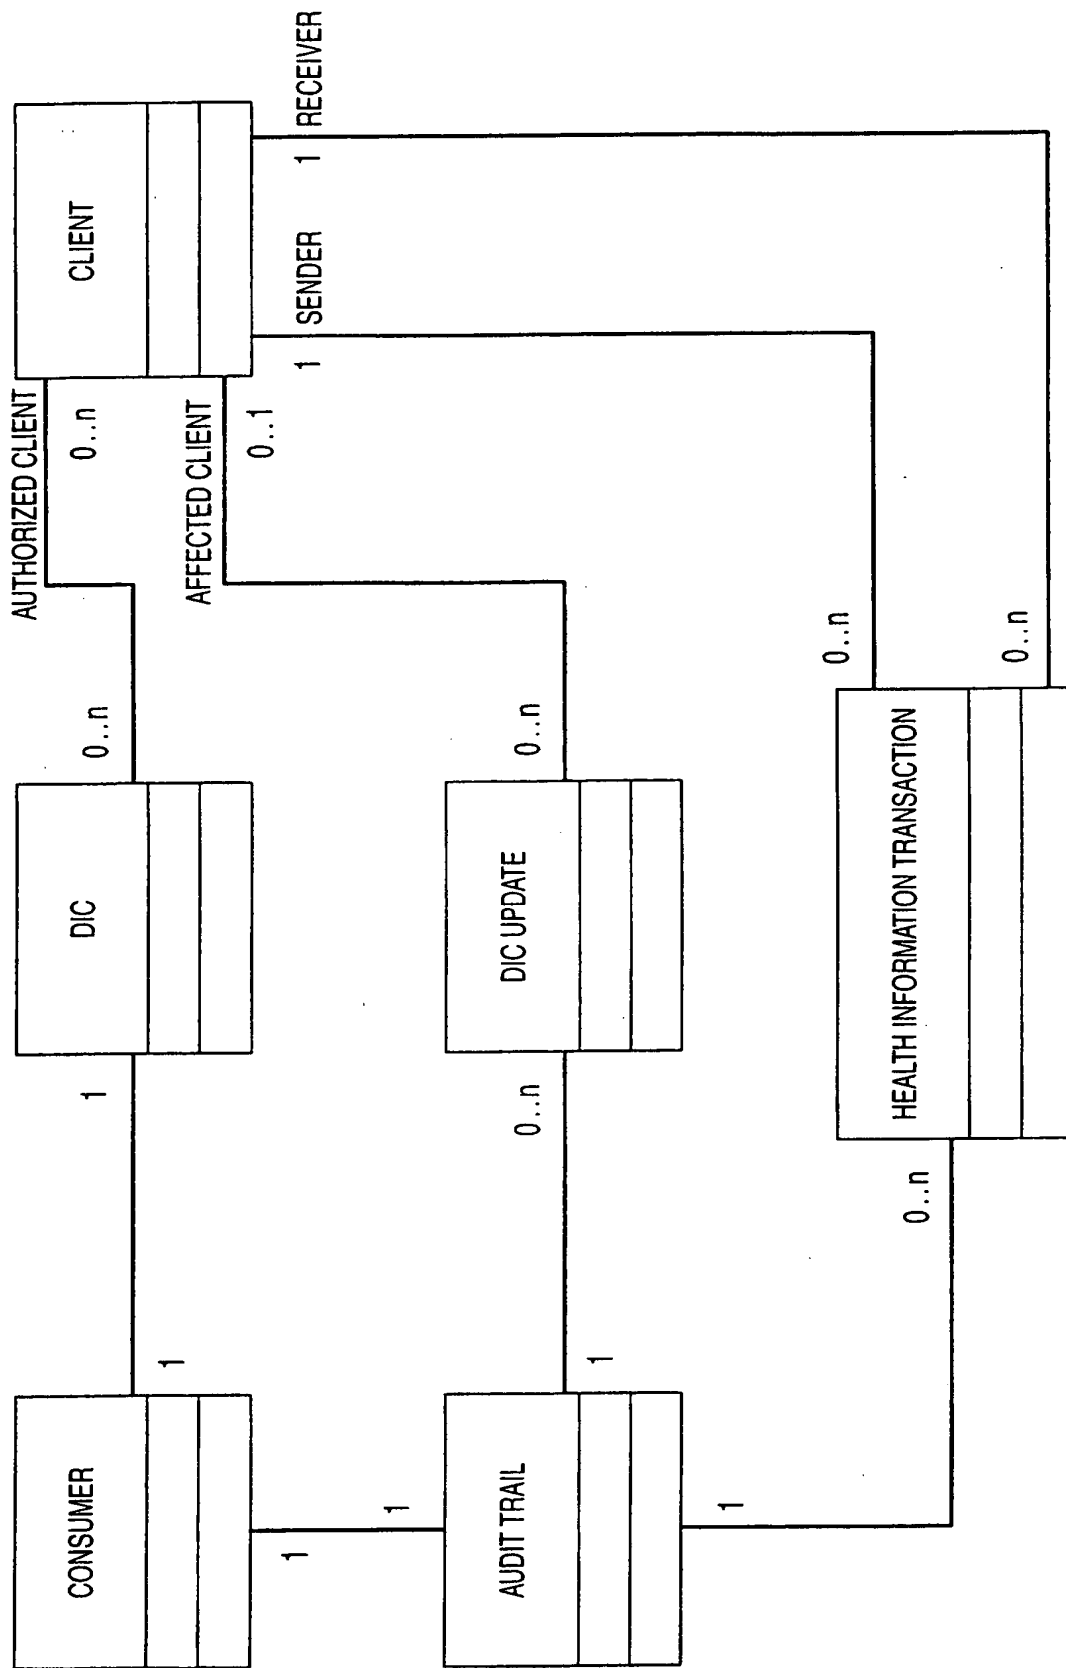 CONSUMER
1
1
DIC
0..n
AUTHORIZED CLIENT
0..n
CLIENT
1
1
AUDIT TRAIL
1
0..n
DIC UPDATE
0..n
AFFECTED CLIENT
0..1
1
SENDER
1
RECEIVER
1
0..n
HEALTH INFORMATION TRANSACTION
0..n
0..n